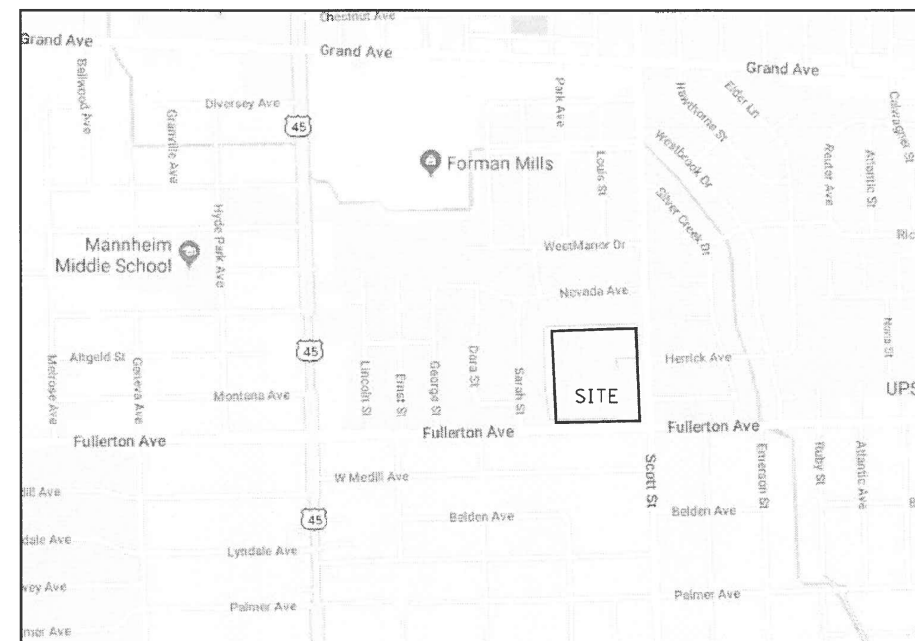 Chestnut Ave
Grand Ave
Grand Ave
Grand Ave
Bellwood Ave
Diversey Ave
45
Granville Ave
Park Ave
Hawthorne St
Elder Ln
Calwagner St
Forman Mills
Louis St
Westbrook Dr
Reuter Ave
Atlantic St
Silver Creek Dr
Hyde Park Ave
Mannheim
Middle School
WestManor Dr
Nevada Ave
Nona St
Altgeld St
45
Melrose Ave
Geneva Ave
Montana Ave
Lincoln St
Ernst St
George St
Dora St
Sarah St
SITE
Herrick Ave
UPS
Fullerton Ave
Fullerton Ave
Fullerton Ave
W Medill Ave
Scott St
Emerson St
Ruby St
Atlantic Ave
45
Belden Ave
Belden Ave
Lyndale Ave
Palmer Ave
Palmer Ave